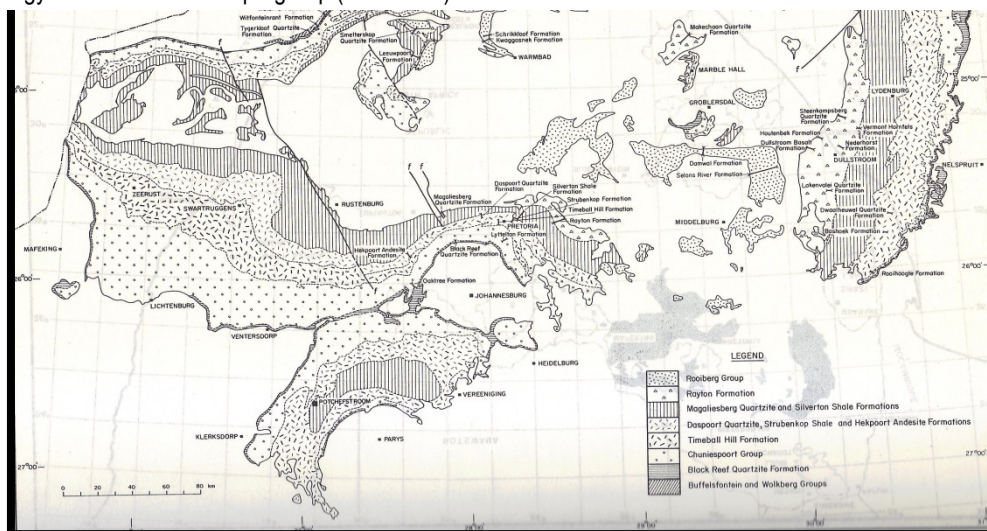 Witfonteinrant Formation
Tygerkloof Quartzite
Formation
Smelterskop
Quartzite Formation
Leeuwpoort
Formation
Schrikkloof Formation
Kwaggasnek Formation
WARMBAD
Makeckaan Quartzite
Formation
MARBLE HALL
GROBLERSDAL
25°00'
LYDENBURG
Steenkampsberg
Quartzite
Formation
Houtenbek Formation
Vermont Hornfels
Formation
Dullstroom Basalt
Formation
Nederhorst
Formation
DULLSTROOM
NELSPRUIT
Damwal Formation
Selons River Formation
Lakenvalei Quartzite
Formation
Dwaalheuwel Quartzite
Formation
Boshoek Formation
Rooihoogte Formation
MIDDELBURG
ZEERUST
SWARTRUGGENS
RUSTENBURG
MAFEKING
Magaliesberg
Quartzite Formation
Daspoort Quartzite
Formation
Silverton Shale
Formation
Strubenkop Formation
Timeball Hill Formation
Rayton Formation
PRETORIA
Lyttelton Formation
Hekpoort Andesite
Formation
Black Reef
Quartzite Formation
Oaktree Formation
26°00'
26°00'
LICHTENBURG
JOHANNESBURG
VENTERSDORP
HEIDELBURG
POTCHEFSTROOM
VEREENIGING
KLERKSDORP
PARYS
27°00'
27°00'
0 20 40 60 80 km
LEGEND
Rooiberg Group
Rayton Formation
Magaliesberg Quartzite and Silverton Shale Formations
Daspoort Quartzite, Strubenkop Shale and Hekpoort Andesite Formations
Timeball Hill Formation
Chuniespoort Group
Black Reef Quartzite Formation
Buffelsfontein and Wolkberg Groups